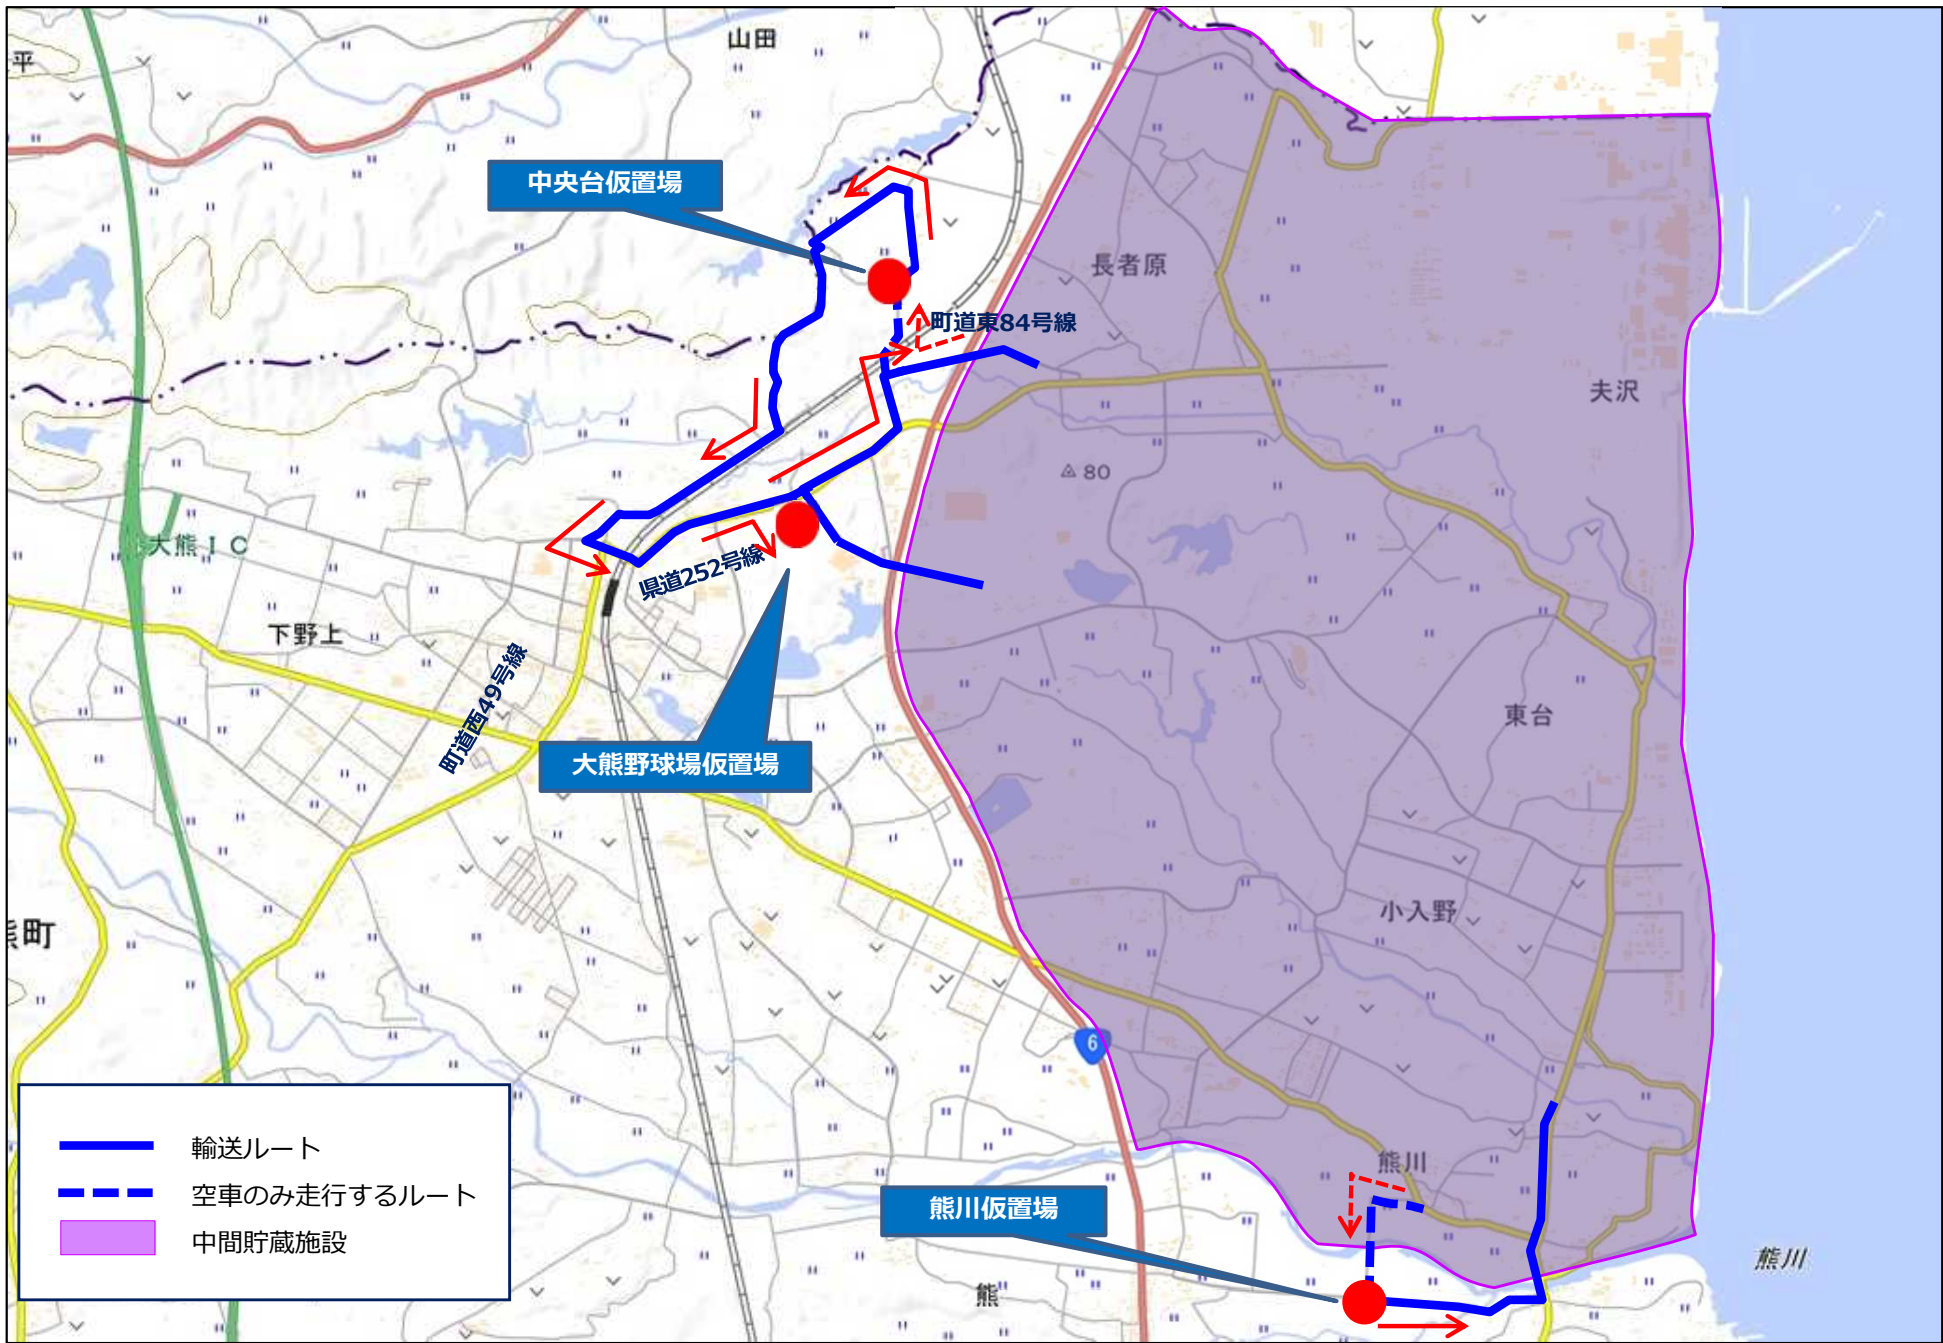 山田
平
中央台仮置場
長者原
町道東84号線
夫沢
80
大熊IC
県道252号線
下野上
町道西49号線
東台
大熊野球場仮置場
小入野
熊町
6
輸送ルート
空車のみ走行するルート
中間貯蔵施設
熊川
熊川仮置場
熊川
熊